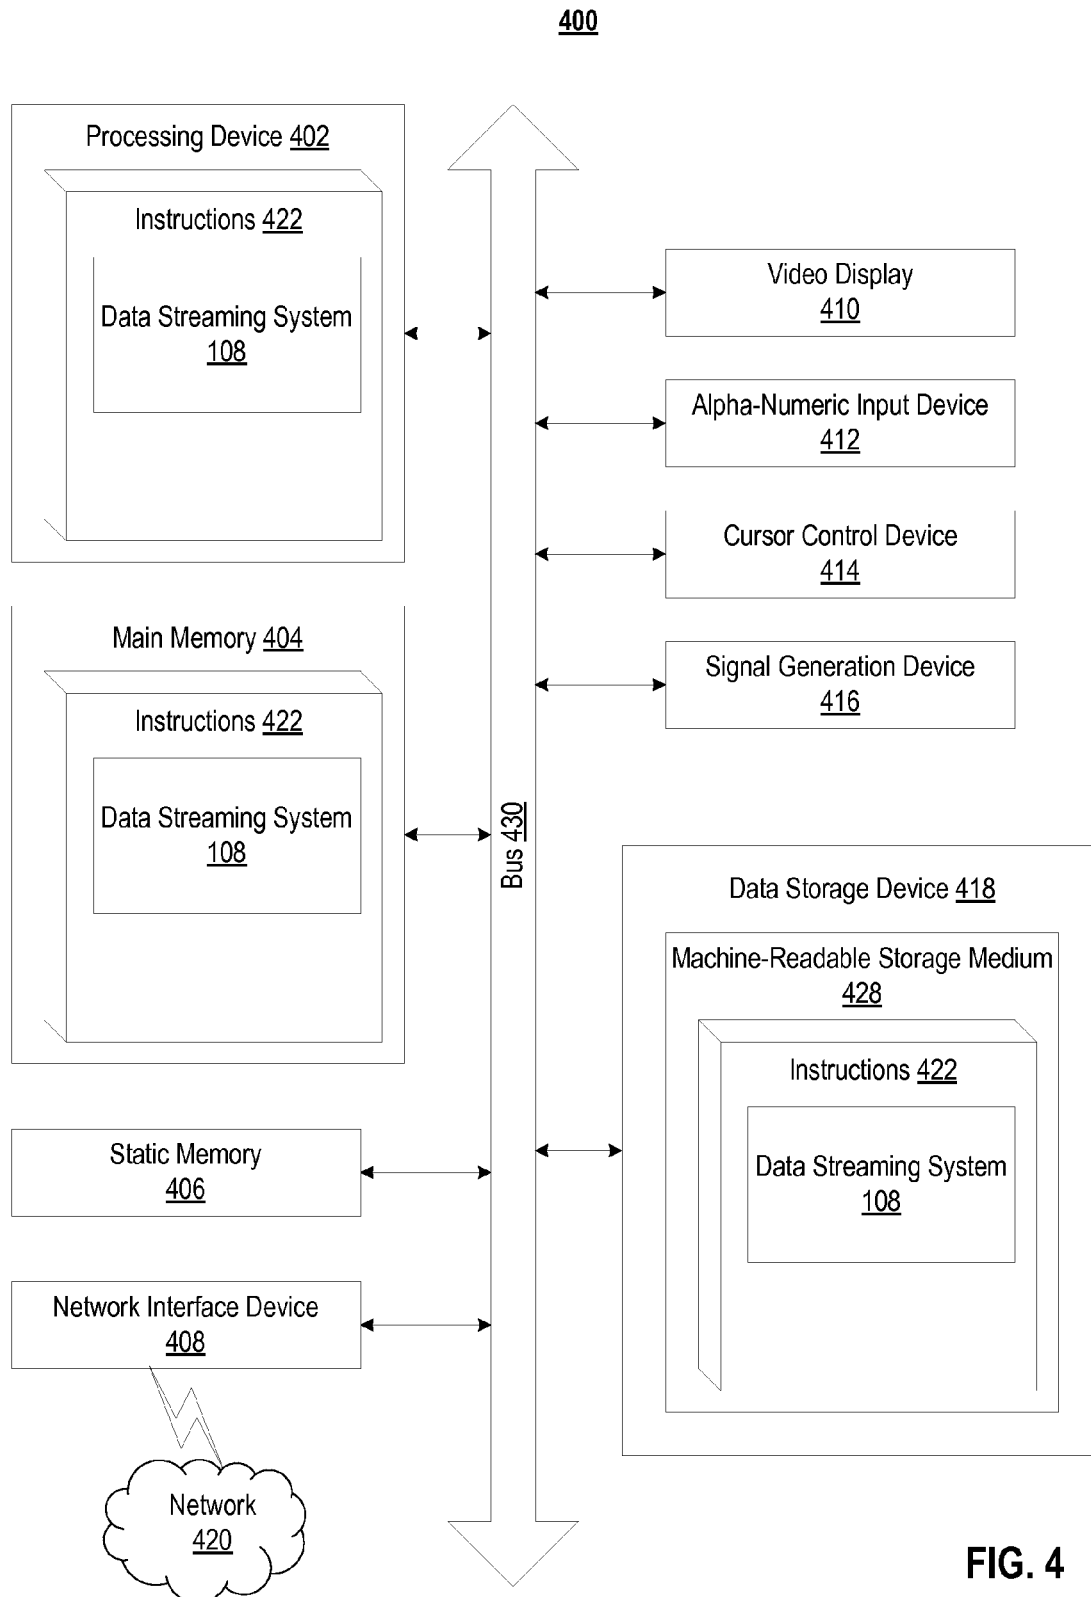 400
Processing Device 402
Instructions 422
Data Streaming System
108
Main Memory 404
Instructions 422
Data Streaming System
108
Static Memory
406
Network Interface Device
408
Network
420
Bus 430
Video Display
410
Alpha-Numeric Input Device
412
Cursor Control Device
414
Signal Generation Device
416
Data Storage Device 418
Machine-Readable Storage Medium
428
Instructions 422
Data Streaming System
108
FIG. 4